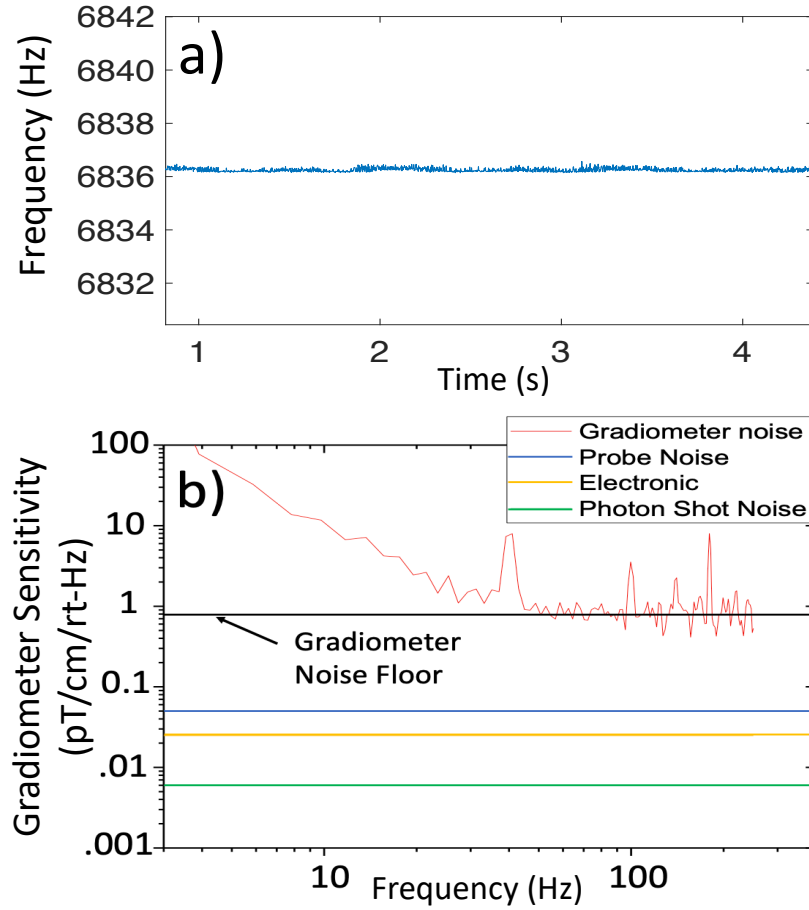 a)
Frequency (Hz)
6842
6840
6838
6836
6834
6832
1 2 3 4
Time (s)
b)
Gradiometer Sensitivity
(pT/cm/rt-Hz)
100
10
1
0.1
.01
.001
Gradiometer noise
Probe Noise
Electronic
Photon Shot Noise
Gradiometer
Noise Floor
10 100
Frequency (Hz)